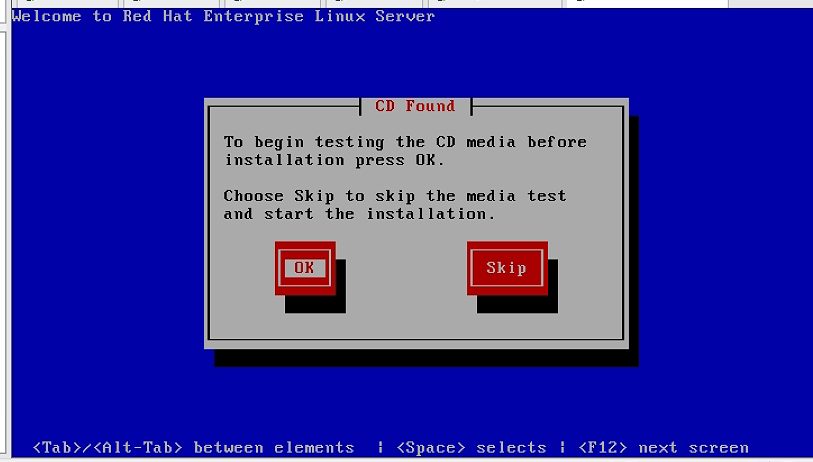 Welcome to Red Hat Enterprise Linux Server
CD Found
To begin testing the CD media before
installation press OK.
Choose Skip to skip the media test
and start the installation.
OK
Skip
<Tab>/<Alt-Tab> between elements | <Space> selects | <F12> next screen